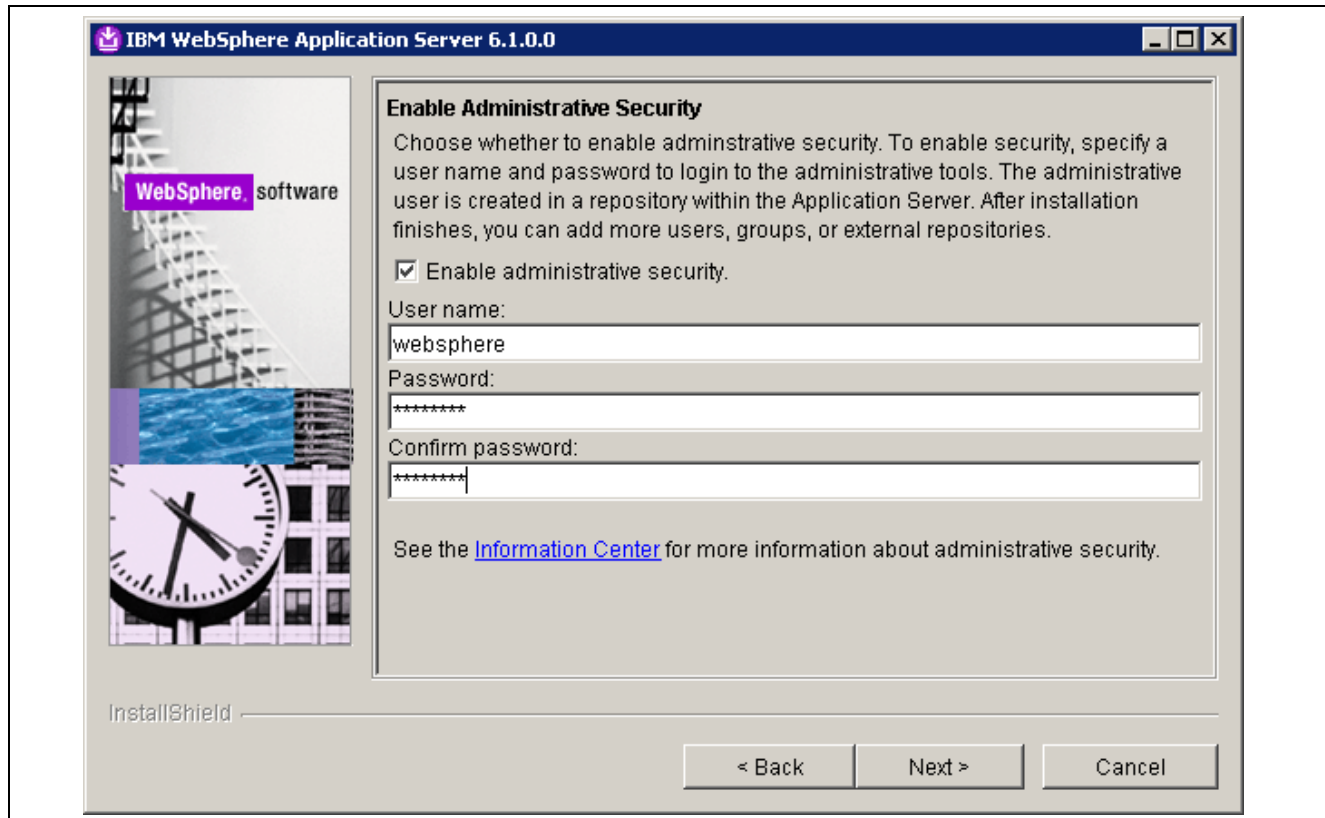 IBM WebSphere Application Server 6.1.0.0
WebSphere. software
Enable Administrative Security
Choose whether to enable adminstrative security. To enable security, specify a
user name and password to login to the administrative tools. The administrative
user is created in a repository within the Application Server. After installation
finishes, you can add more users, groups, or external repositories.
Enable administrative security.
User name:
websphere
Password:
********
Confirm password:
********
See the Information Center for more information about administrative security.
InstallShield
< Back
Next >
Cancel